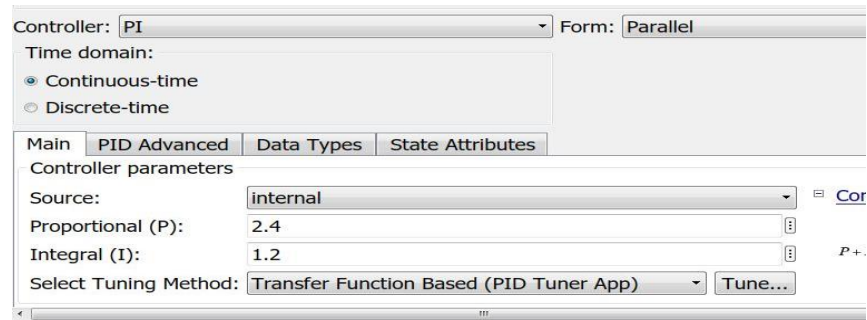 Controller: PI Form: Parallel
Time domain:
Continuous-time
Discrete-time
Main PID Advanced Data Types State Attributes
Controller parameters
Source: internal
Proportional (P): 2.4
Integral (I): 1.2 P+
Select Tuning Method: Transfer Function Based (PID Tuner App) Tune...